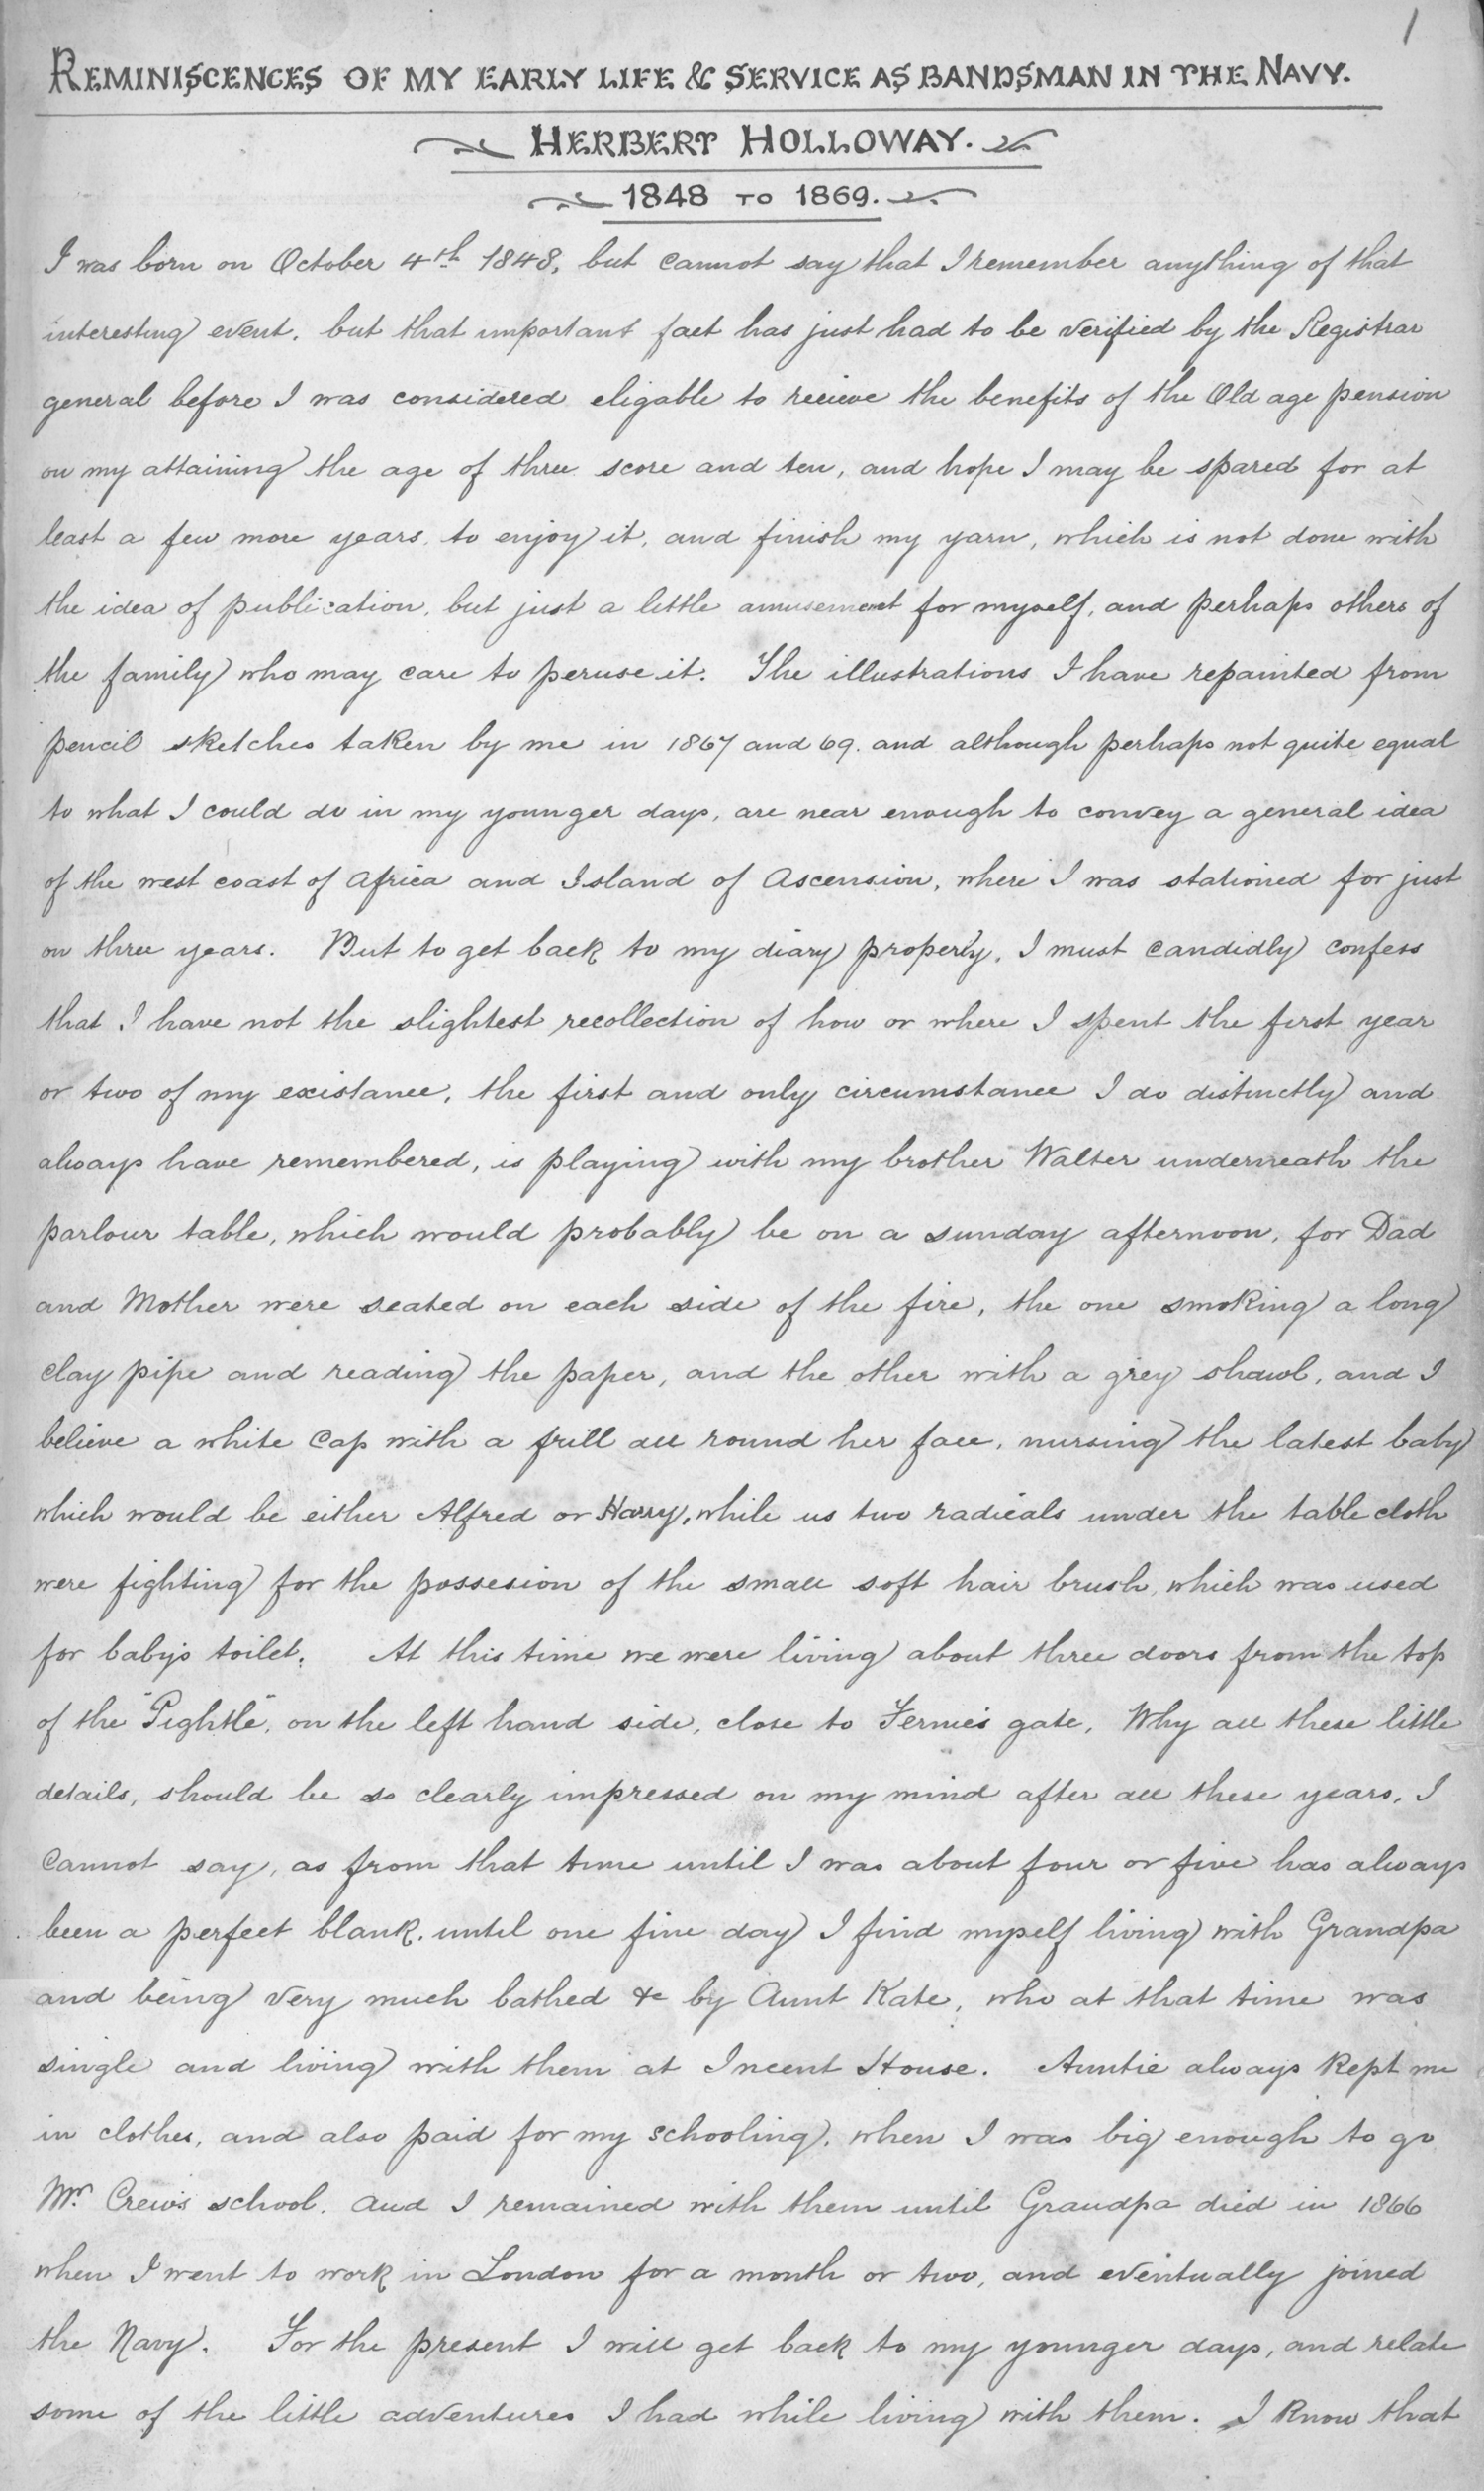 1
REMINISCENCES OF MY EARLY LIFE & SERVICE AS BANDSMAN IN THE NAVY.
HERBERT HOLLOWAY.
1848 TO 1869.
I was born on October 4th 1848, but cannot say that I remember anything of that
interesting event. but that important fact has just had to be verified by the Registrar
general before I was considered eligable to recieve the benefits of the Old age pension
on my attaining the age of three score and ten, and hope I may be spared for at
least a few more years, to enjoy it, and finish my yarn, which is not done with
the idea of publication, but just a little amusement for myself, and perhaps others of
the family who may care to peruse it. The illustrations I have repainted from
pencil sketches taken by me in 1867 and 69. and although perhaps not quite equal
to what I could do in my younger days, are near enough to convey a general idea
of the west coast of Africa and Island of Ascension, where I was stationed for just
on three years. But to get back to my diary properly, I must candidly confess
that I have not the slightest recollection of how or where I spent the first year
or two of my existance, the first and only circumstance I do distinctly and
always have remembered, is playing with my brother Walter underneath the
parlour table, which would probably be on a sunday afternoon, for Dad
and Mother were seated on each side of the fire, the one smoking a long
clay pipe and reading the paper, and the other with a grey shawl, and I
believe a white cap with a frill all round her face, nursing the latest baby
which would be either Alfred or Harry, while us two radicals under the table cloth
were fighting for the possesion of the small soft hair brush, which was used
for baby's toilet. At this time we were living about three doors from the top
of the "Pightle", on the left hand side, close to Fernie's gate, Why all these little
details, should be so clearly impressed on my mind after all these years, I
cannot say, as from that time until I was about four or five has always
been a perfect blank. until one fine day I find myself living with Grandpa
and being very much bathed &c by Aunt Kate, who at that time was
single and living with them at Incent House. Auntie always kept me
in clothes, and also paid for my schooling, when I was big enough to go
Mr. Crew's school. and I remained with them until Grandpa died in 1866
when I went to work in London for a month or two, and eventually joined
the Navy. For the present I will get back to my younger days, and relate
some of the little adventures I had while living with them. I know that